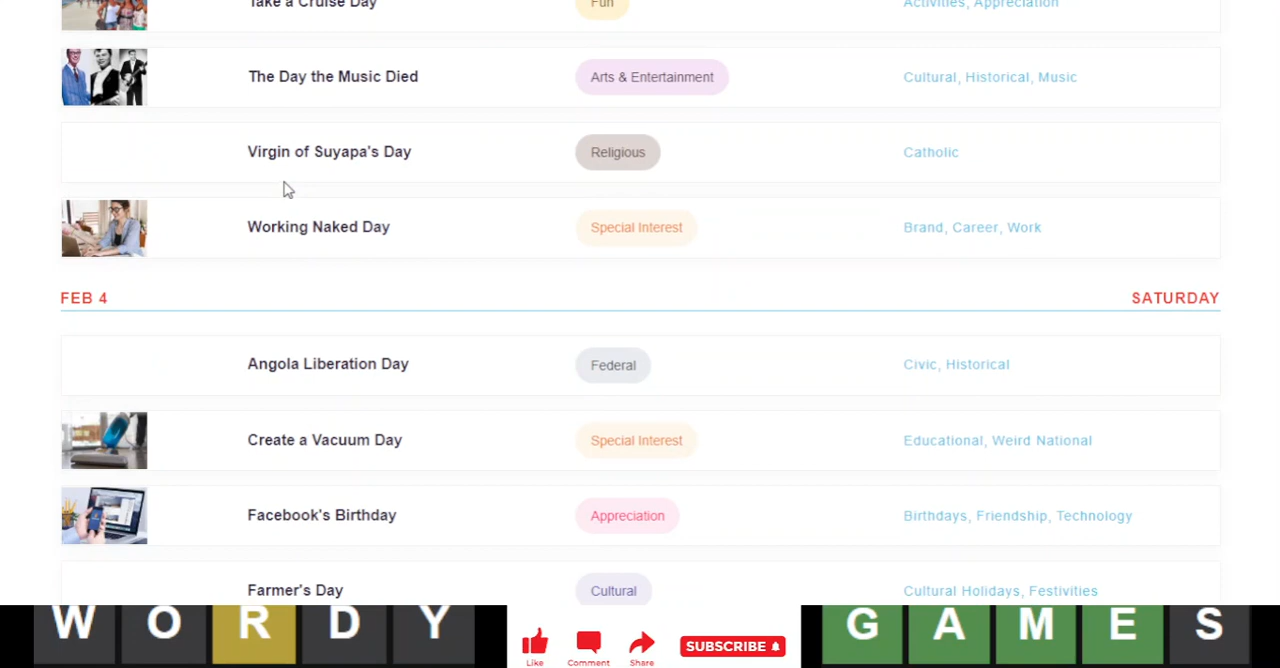 Take a Cruise Day Fun Activities, Appreciation
The Day the Music Died Arts & Entertainment Cultural, Historical, Music
Virgin of Suyapa's Day Religious Catholic
Working Naked Day Special Interest Brand, Career, Work
FEB 4 SATURDAY
Angola Liberation Day Federal Civic, Historical
Create a Vacuum Day Special Interest Educational, Weird National
Facebook's Birthday Appreciation Birthdays, Friendship, Technology
Farmer's Day Cultural Cultural Holidays, Festivities
WORDY GAMES
Like Comment Share SUBSCRIBE